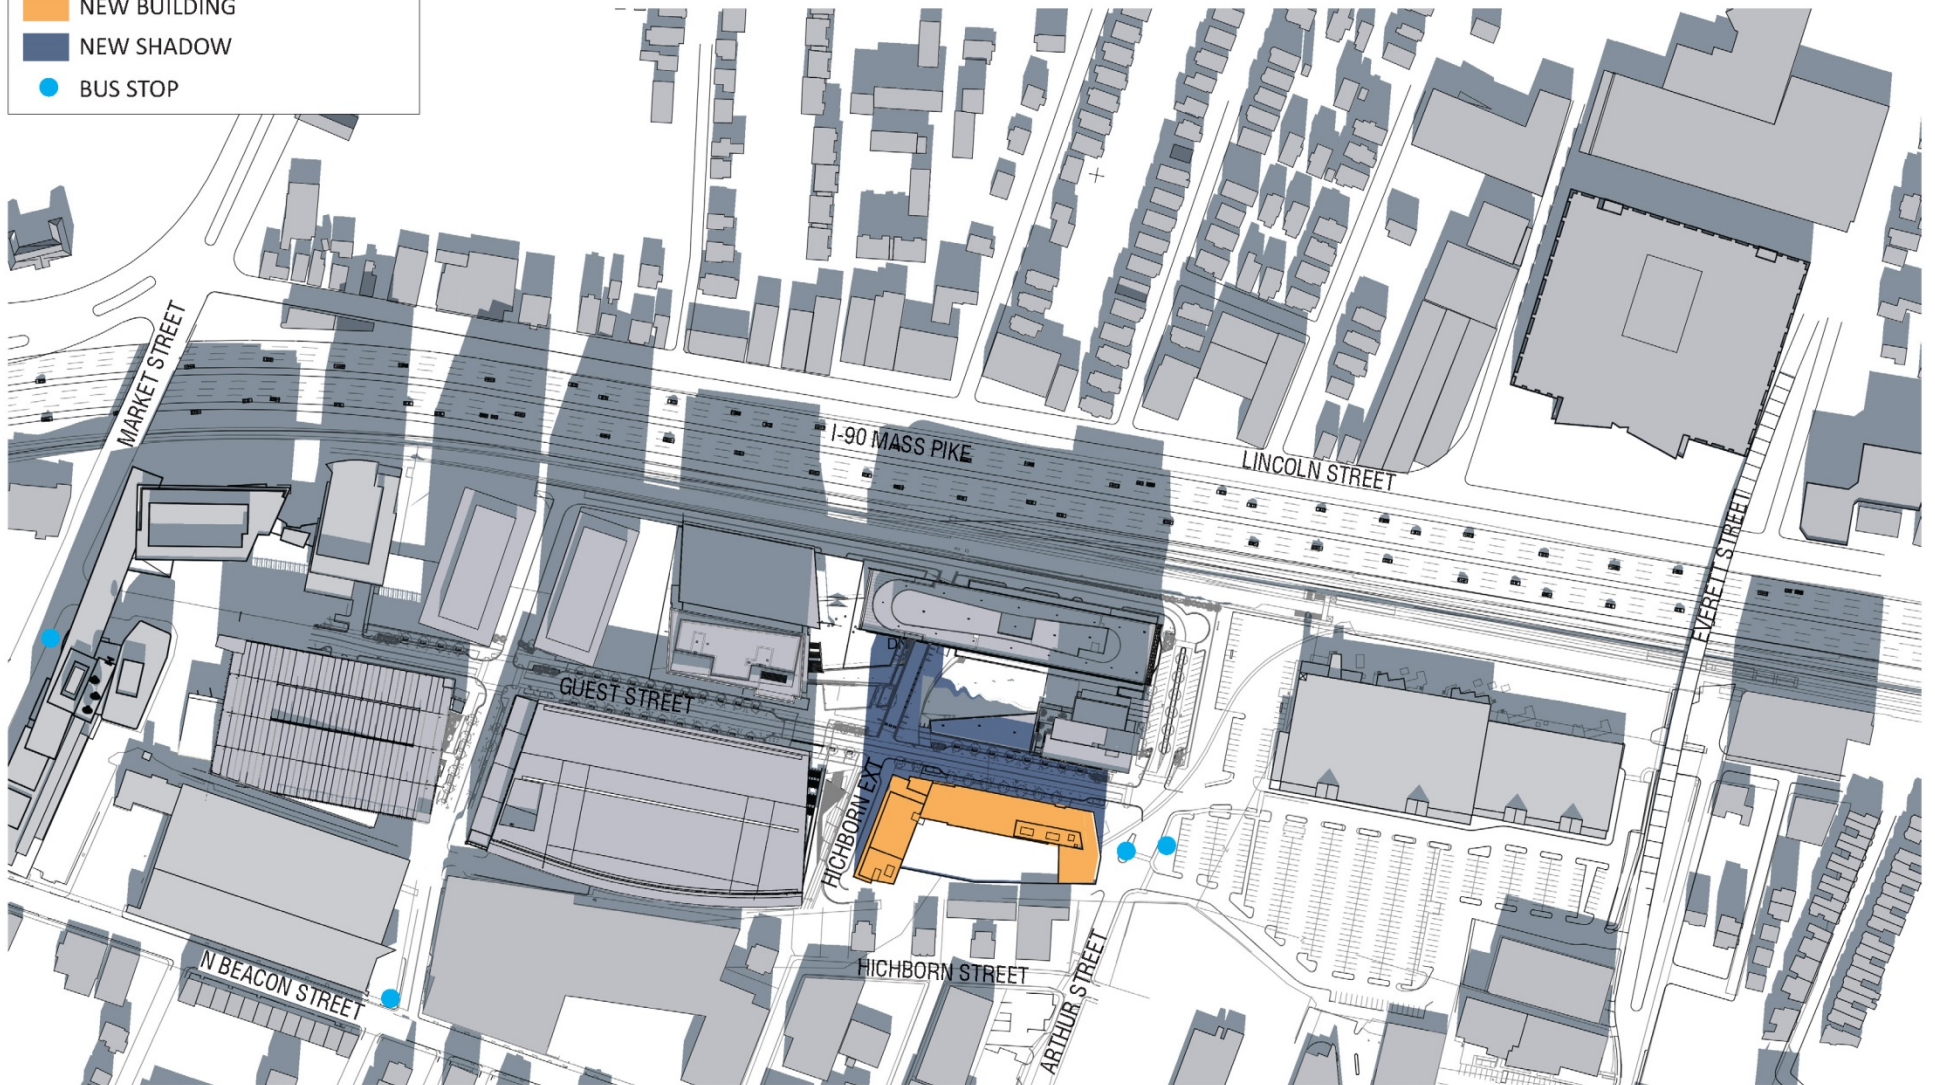 NEW BUILDING
NEW SHADOW
BUS STOP
MARKET STREET
I-90 MASS PIKE
LINCOLN STREET
EVERETT STREET
GUEST STREET
HICHBORN EXT
HICHBORN STREET
ARTHUR STREET
N BEACON STREET